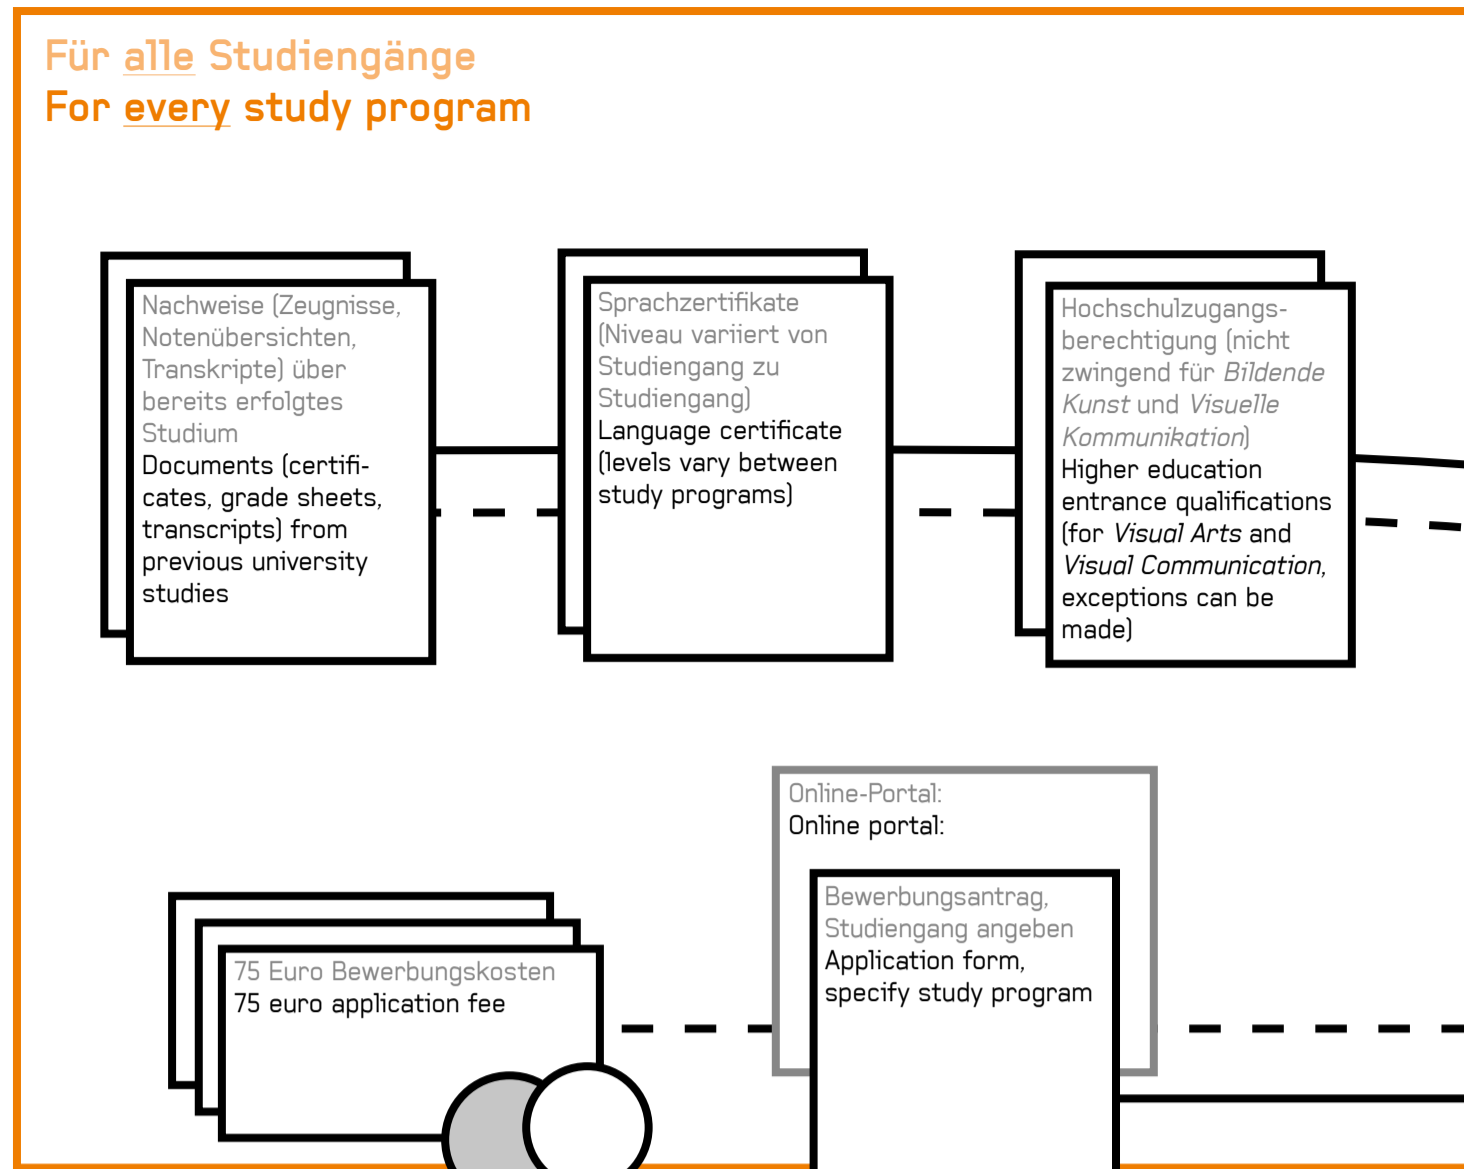 Für alle Studiengänge
For every study program
Nachweise (Zeugnisse,
Notenübersichten,
Transkripte) über
bereits erfolgtes
Studium
Documents (certifi-
cates, grade sheets,
transcripts) from
previous university
studies
Sprachzertifikate
(Niveau variiert von
Studiengang zu
Studiengang)
Language certificate
(levels vary between
study programs)
Hochschulzugangs-
berechtigung (nicht
zwingend für Bildende
Kunst und Visuelle
Kommunikation)
Higher education
entrance qualifications
(for Visual Arts and
Visual Communication,
exceptions can be
made)
75 Euro Bewerbungskosten
75 euro application fee
Online-Portal:
Online portal:
Bewerbungsantrag,
Studiengang angeben
Application form,
specify study program